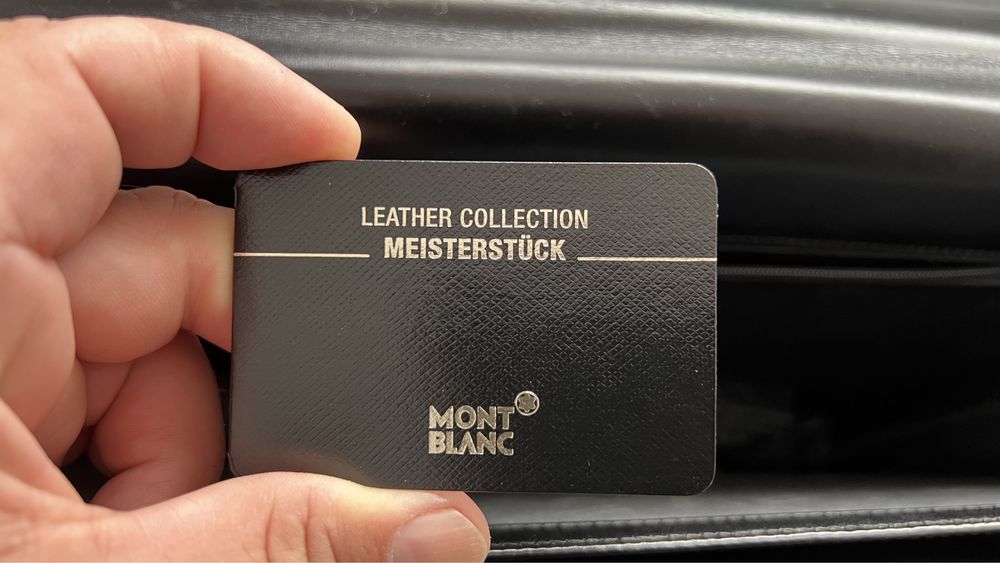 LEATHER COLLECTION
MEISTERSTÜCK
MONT
BLANC